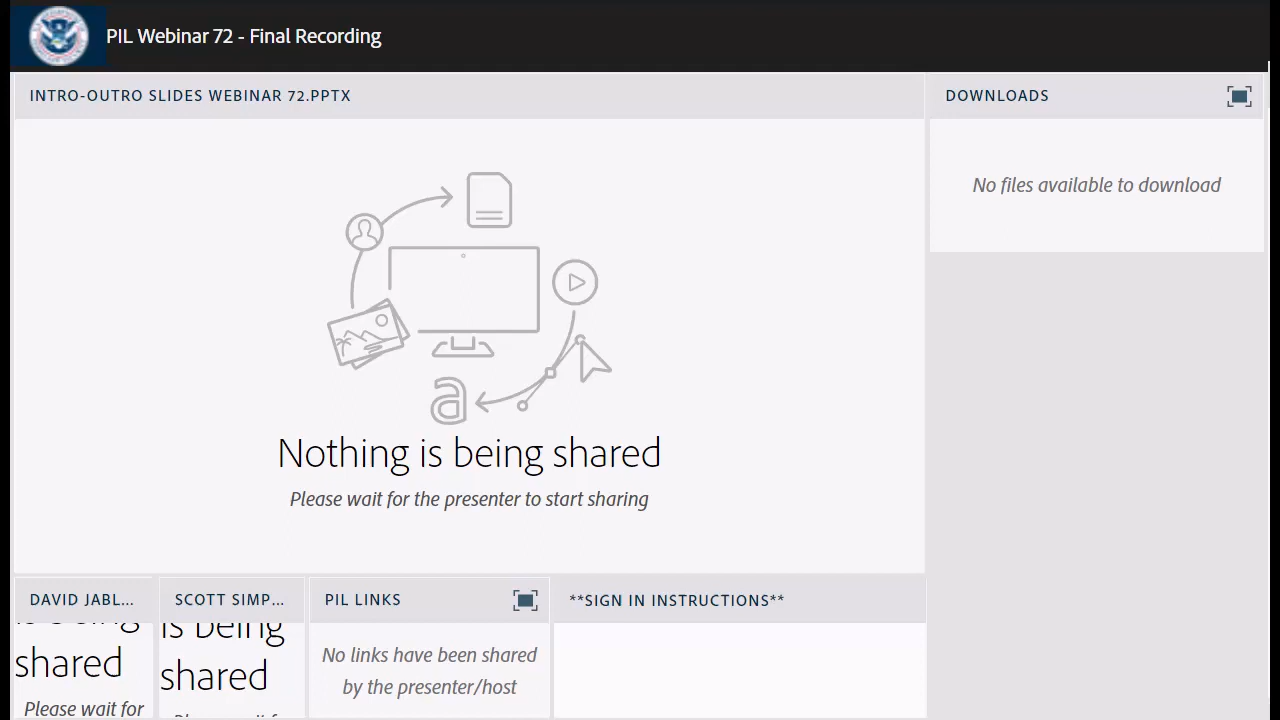 PIL Webinar 72 - Final Recording
INTRO-OUTRO SLIDES WEBINAR 72.PPTX
DOWNLOADS
No files available to download
a
Nothing is being shared
Please wait for the presenter to start sharing
DAVID JABL...
SCOTT SIMP...
PIL LINKS
**SIGN IN INSTRUCTIONS**
is being
shared
Please wait for
is being
shared
No links have been shared
by the presenter/host